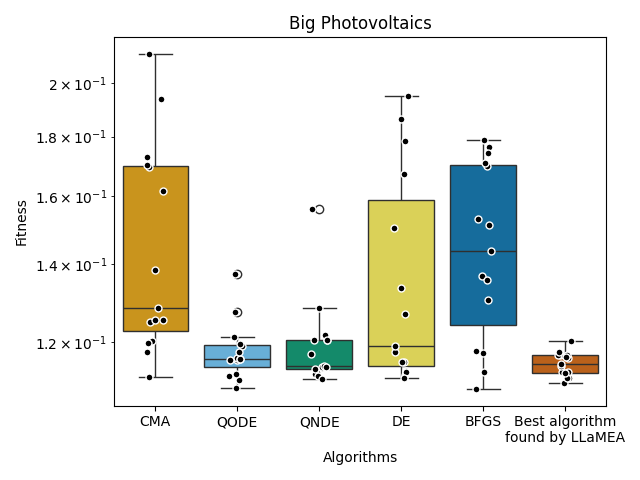 Big Photovoltaics
Fitness
2 × 10⁻¹
1.8 × 10⁻¹
1.6 × 10⁻¹
1.4 × 10⁻¹
1.2 × 10⁻¹
CMA
QODE
QNDE
DE
BFGS
Best algorithm
found by LLaMEA
Algorithms